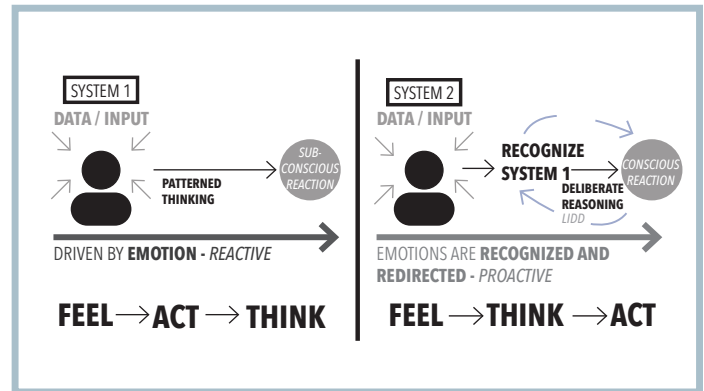 SYSTEM 1
DATA / INPUT
PATTERNED
THINKING
SUB-
CONSCIOUS
REACTION
DRIVEN BY EMOTION - REACTIVE
FEEL → ACT → THINK
SYSTEM 2
DATA / INPUT
RECOGNIZE
SYSTEM 1
DELIBERATE
REASONING
LIDD
CONSCIOUS
REACTION
EMOTIONS ARE RECOGNIZED AND
REDIRECTED - PROACTIVE
FEEL → THINK → ACT